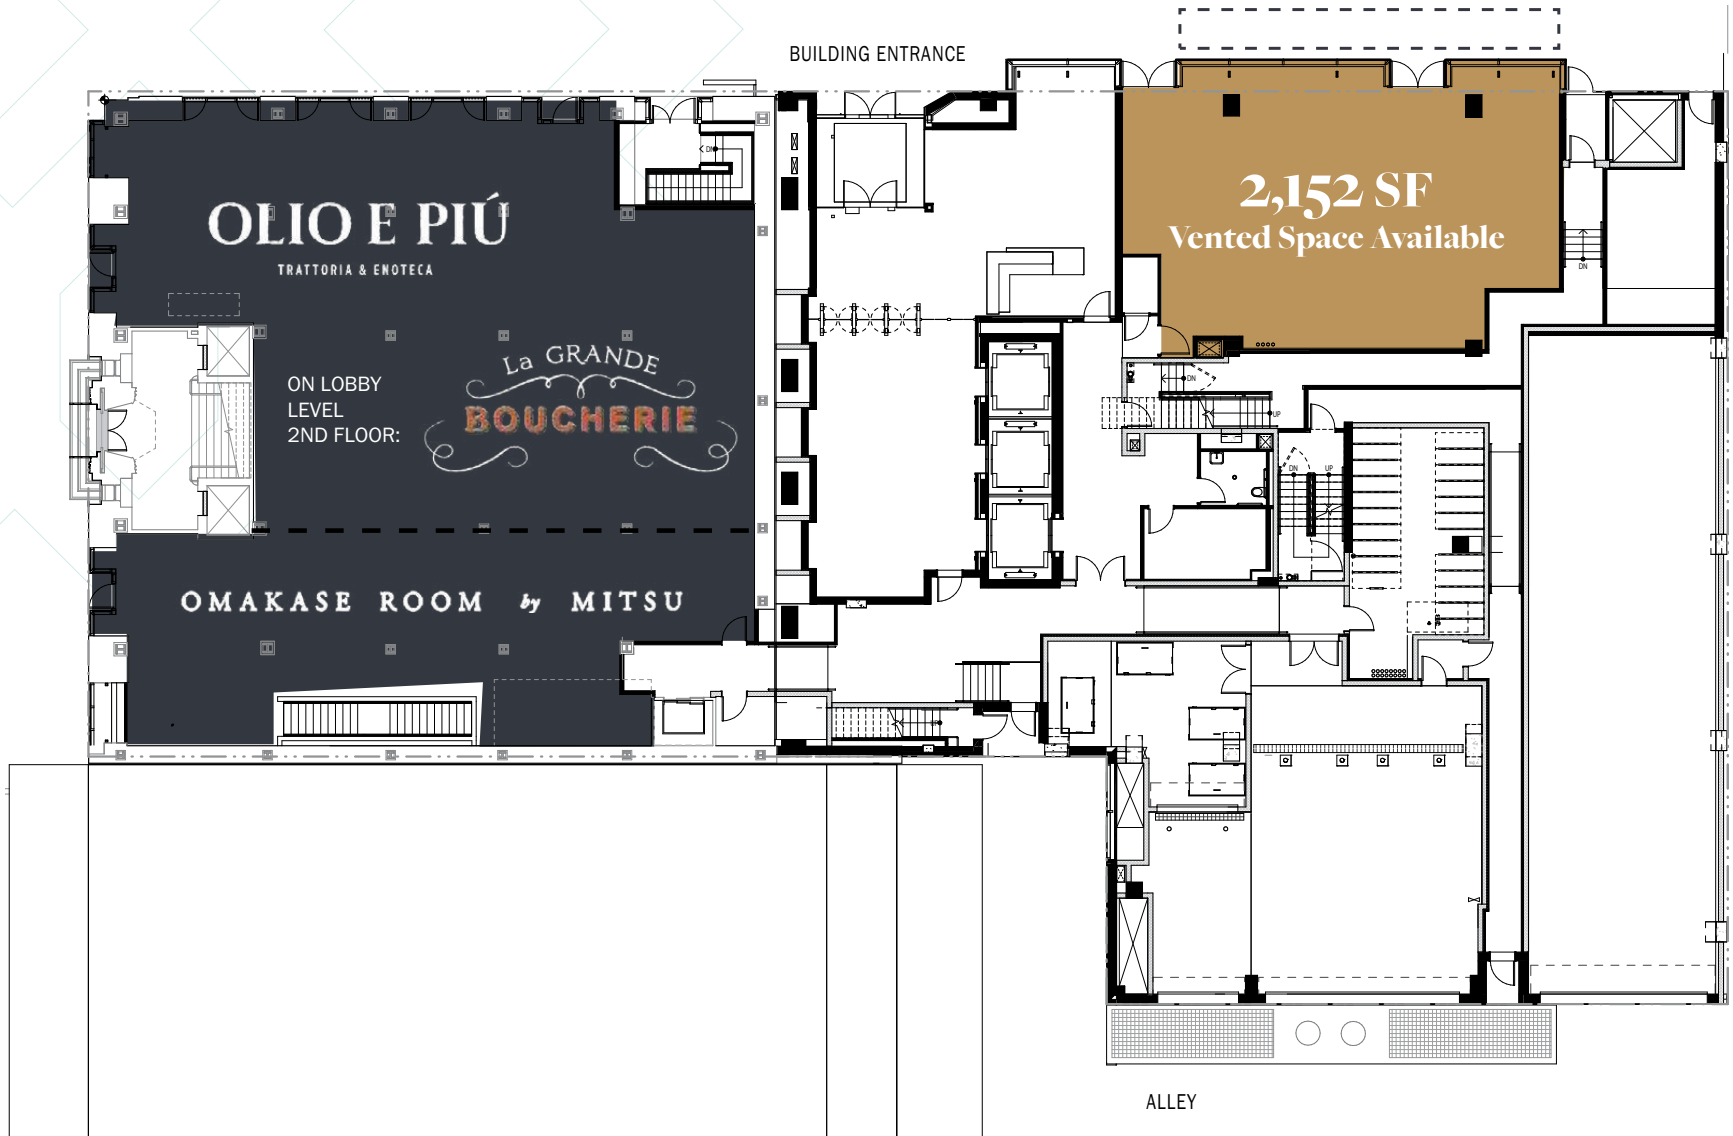 BUILDING ENTRANCE
DN
OLIO E PIÚ
TRATTORIA & ENOTECA
2,152 SF
Vented Space Available
DN
La GRANDE
BOUCHERIE
ON LOBBY
LEVEL
2ND FLOOR:
DN
UP
DN
UP
OMAKASE ROOM by MITSU
UP
ALLEY